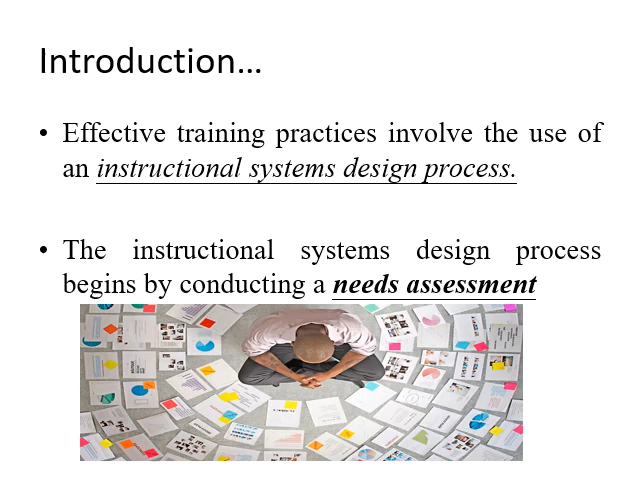 Introduction…
• Effective training practices involve the use of
an instructional systems design process.
• The instructional systems design process
begins by conducting a needs assessment